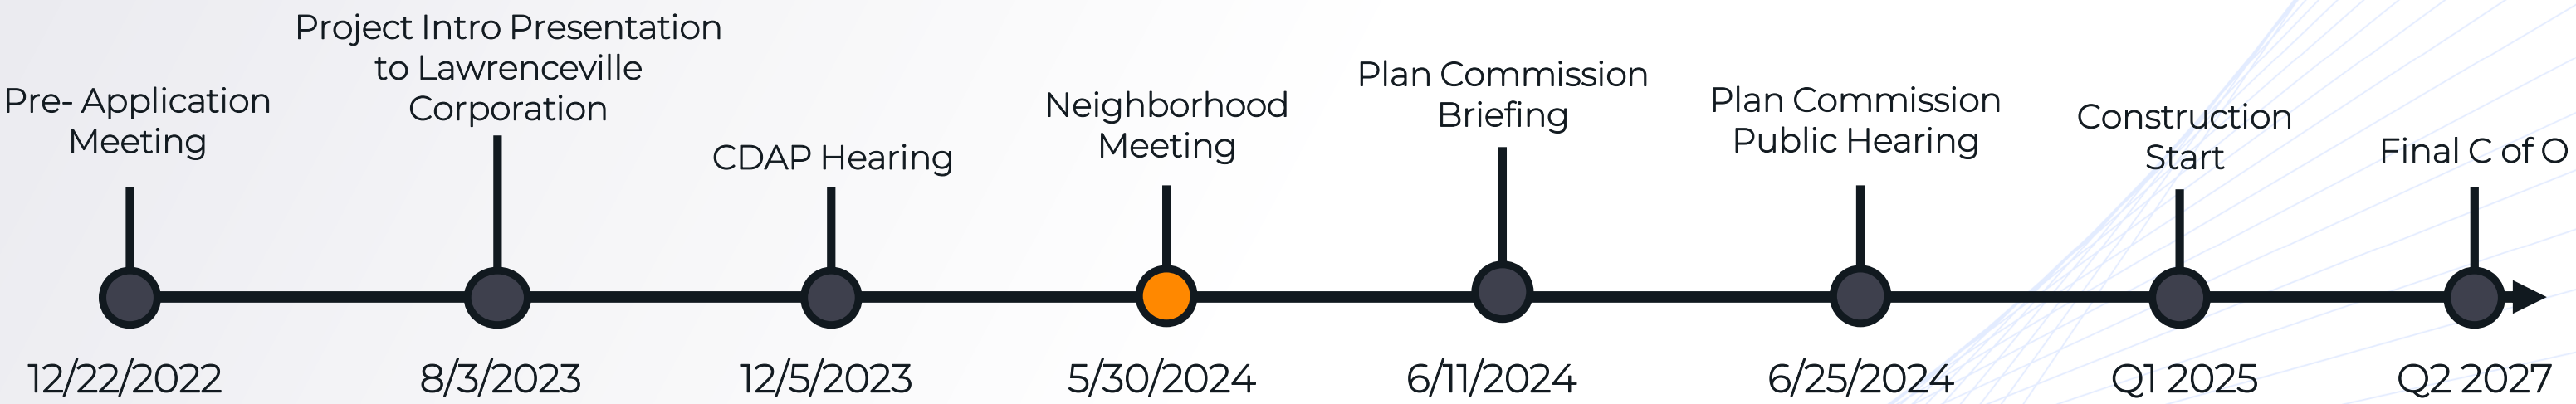 Pre- Application
Meeting
12/22/2022
Project Intro Presentation
to Lawrenceville
Corporation
8/3/2023
CDAP Hearing
12/5/2023
Neighborhood
Meeting
5/30/2024
Plan Commission
Briefing
6/11/2024
Plan Commission
Public Hearing
6/25/2024
Construction
Start
Q1 2025
Final C of O
Q2 2027